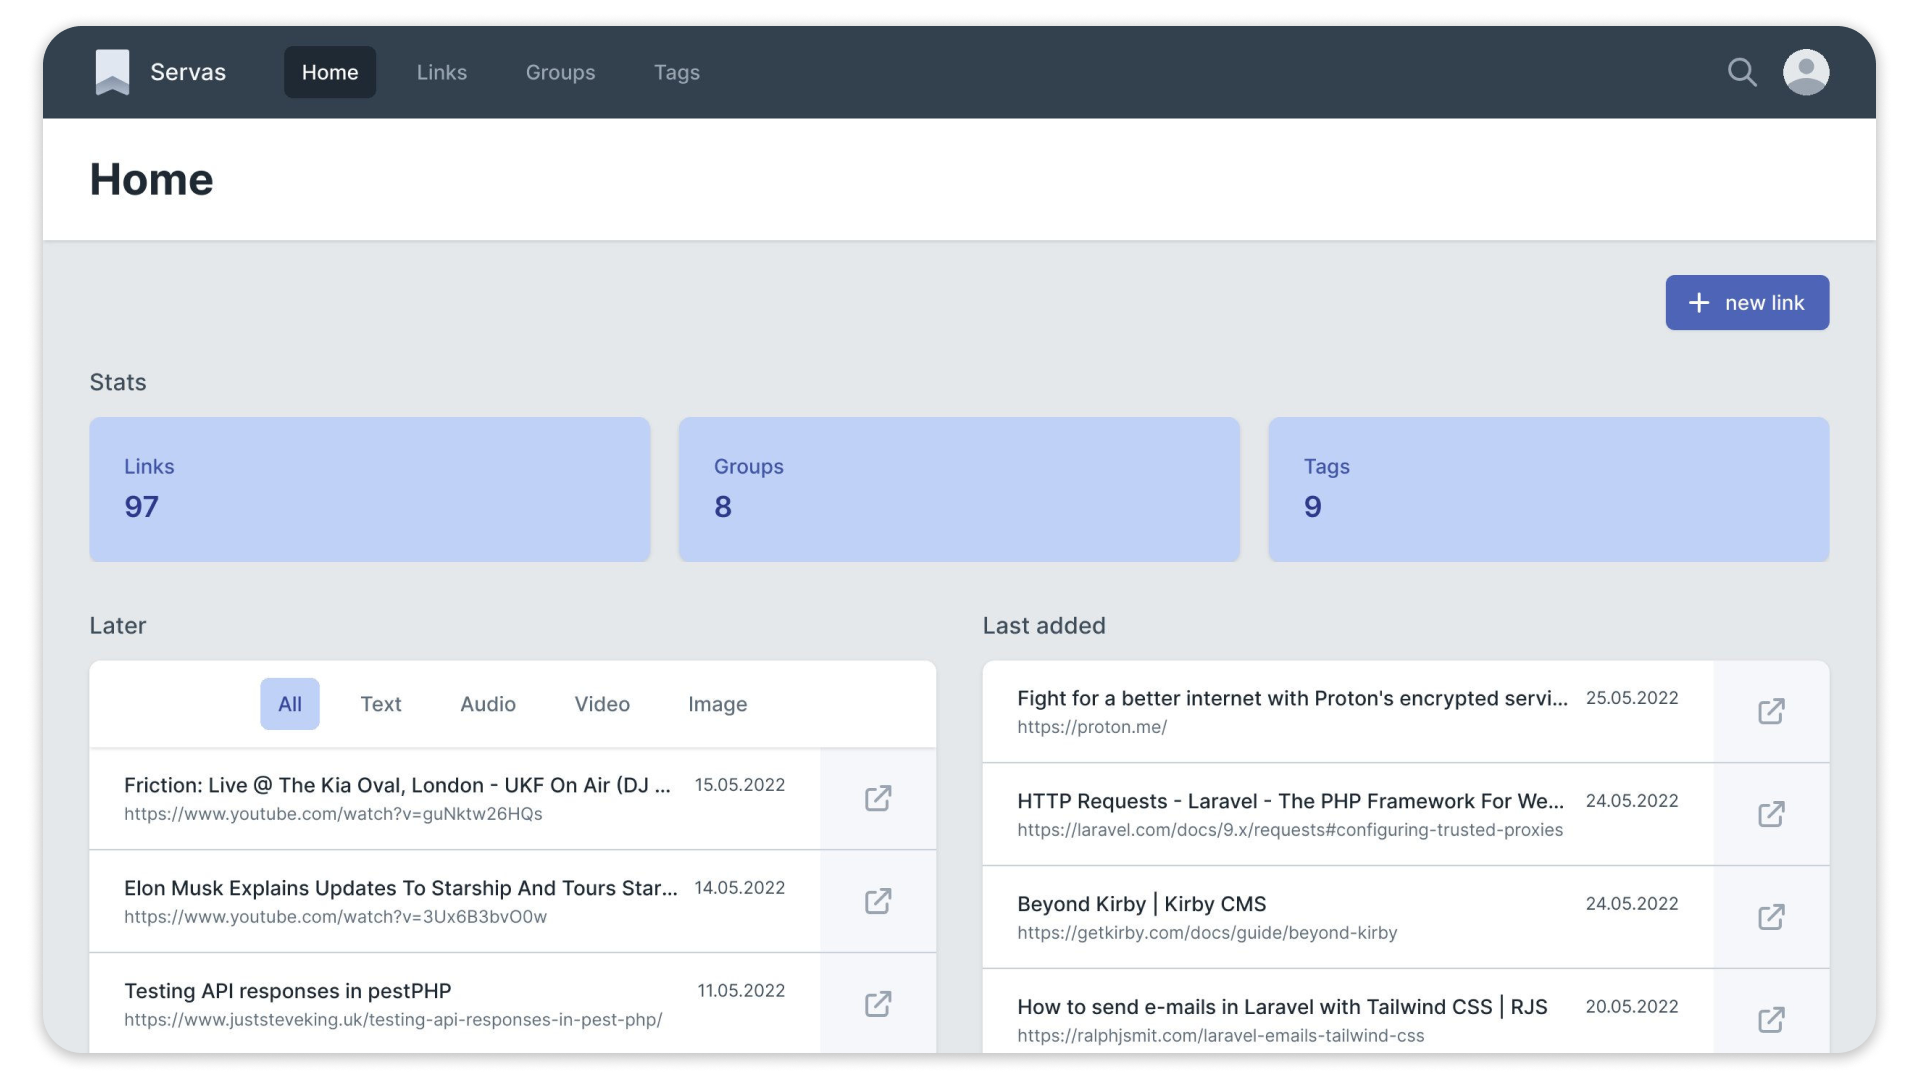 Servas Home Links Groups Tags
Home
new link
Stats
Links
97
Groups
8
Tags
9
Later
All Text Audio Video Image
Friction: Live @ The Kia Oval, London - UKF On Air (DJ ... 15.05.2022
https://www.youtube.com/watch?v=guNktw26HQs
Elon Musk Explains Updates To Starship And Tours Star... 14.05.2022
https://www.youtube.com/watch?v=3Ux6B3bvO0w
Testing API responses in pestPHP 11.05.2022
https://www.juststeveking.uk/testing-api-responses-in-pest-php/
Last added
Fight for a better internet with Proton's encrypted servi... 25.05.2022
https://proton.me/
HTTP Requests - Laravel - The PHP Framework For We... 24.05.2022
https://laravel.com/docs/9.x/requests#configuring-trusted-proxies
Beyond Kirby | Kirby CMS 24.05.2022
https://getkirby.com/docs/guide/beyond-kirby
How to send e-mails in Laravel with Tailwind CSS | RJS 20.05.2022
https://ralphjsmit.com/laravel-emails-tailwind-css